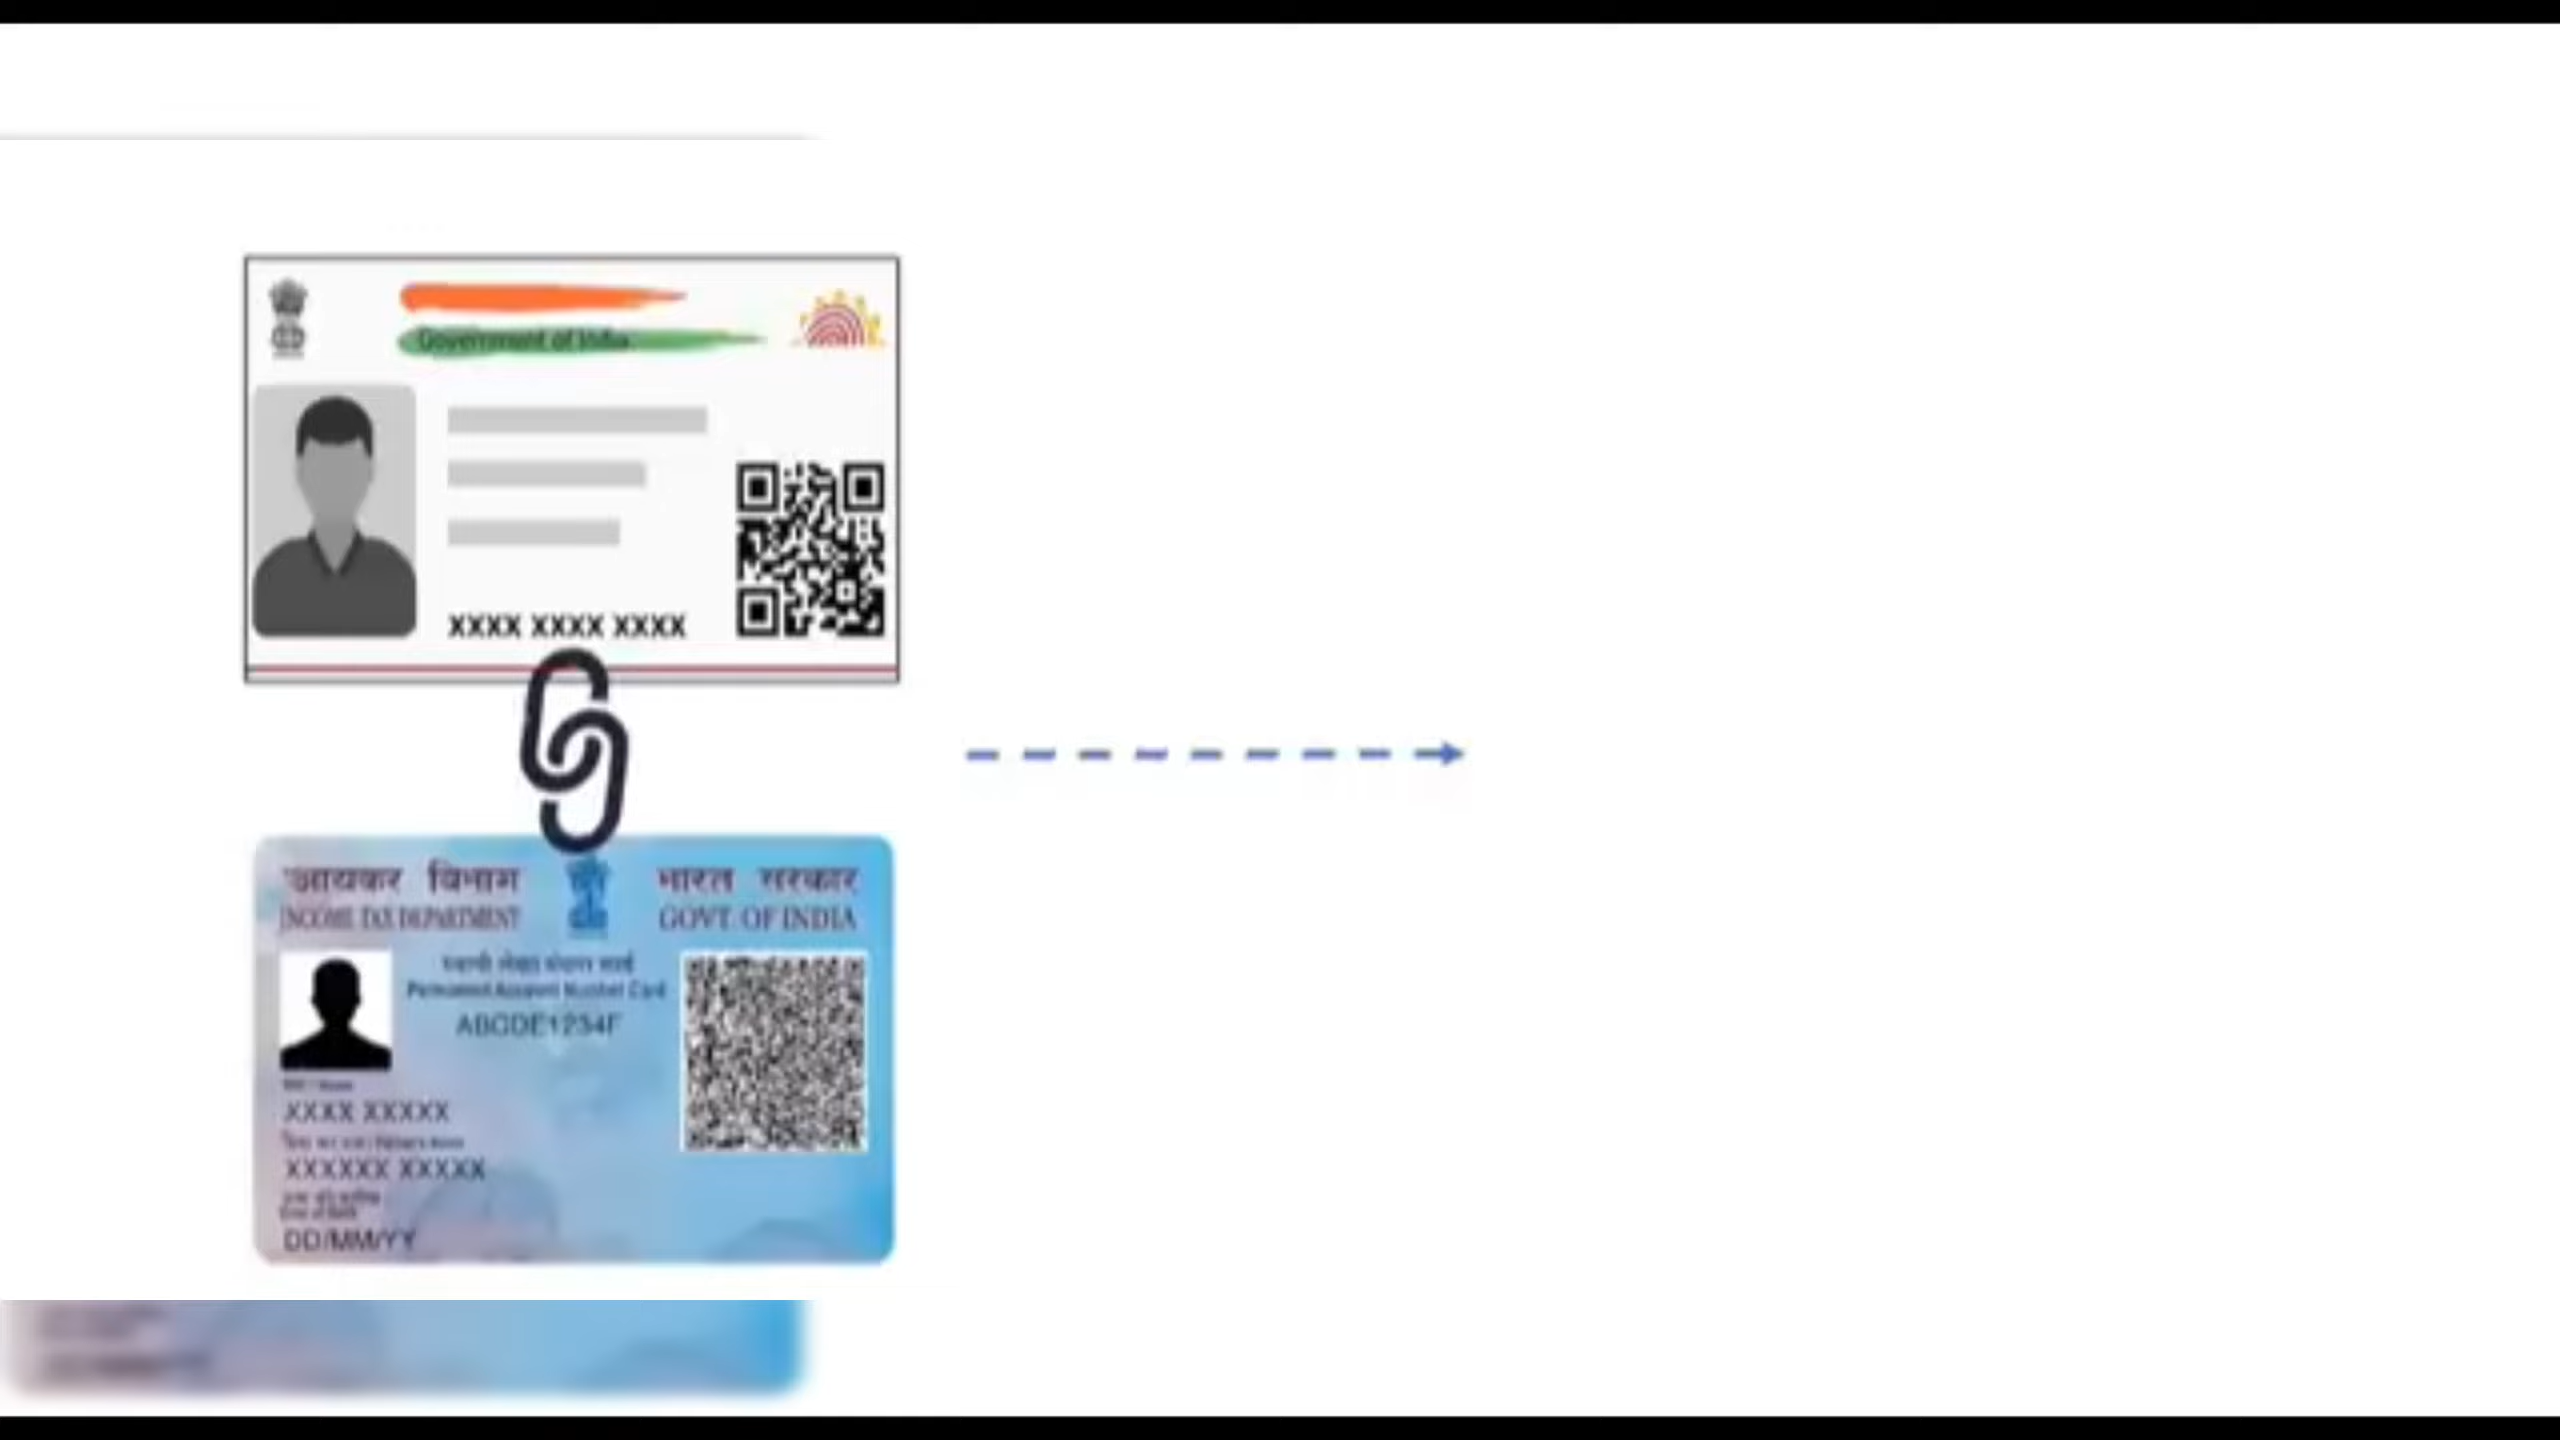 Government of India
XXXX XXXX XXXX
आयकर विभाग
INCOME TAX DEPARTMENT
भारत सरकार
GOVT. OF INDIA
Permanent Account Number Card
ABCDE1234F
XXXX XXXXX
XXXXXX XXXXX
DD/MM/YY